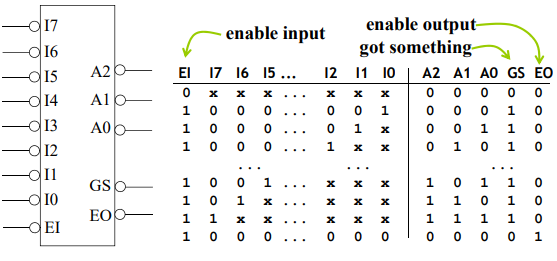 I7
I6
I5
I4
I3
I2
I1
I0
EI
A2
A1
A0
GS
EO
enable input
enable output
got something
EI I7 I6 I5 ... I2 I1 I0 A2 A1 A0 GS EO
0 x x x ... x x x 0 0 0 0 0
1 0 0 0 ... 0 0 1 0 0 0 1 0
1 0 0 0 ... 0 1 x 0 0 1 1 0
1 0 0 0 ... 1 x x 0 1 0 1 0
... ... ...
1 0 0 1 ... x x x 1 0 1 1 0
1 0 1 x ... x x x 1 1 0 1 0
1 1 x x ... x x x 1 1 1 1 0
1 0 0 0 ... 0 0 0 0 0 0 0 1